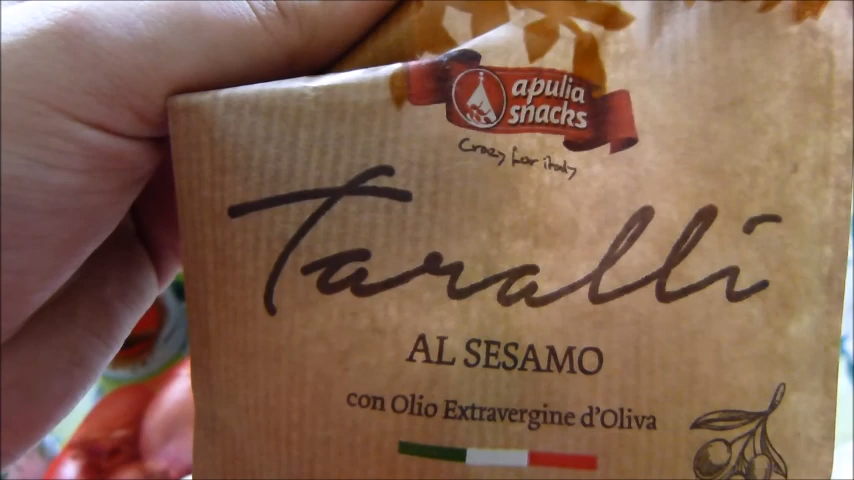 apulia
snacks
Crazy for italy
Taralli
AL SESAMO
con Olio Extravergine d'Oliva